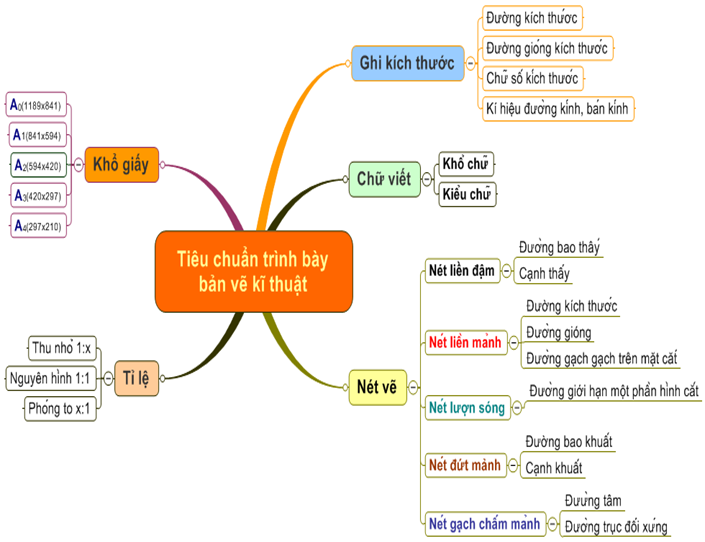 Tiêu chuẩn trình bày
bản vẽ kĩ thuật
Khổ giấy
A0(1189x841)
A1(841x594)
A2(594x420)
A3(420x297)
A4(297x210)
Tỉ lệ
Thu nhỏ 1:x
Nguyên hình 1:1
Phóng to x:1
Ghi kích thước
Đường kích thước
Đường gióng kích thước
Chữ số kích thước
Kí hiệu đường kính, bán kính
Chữ viết
Khổ chữ
Kiểu chữ
Nét vẽ
Nét liền đậm
Đường bao thấy
Cạnh thấy
Nét liền mảnh
Đường kích thước
Đường gióng
Đường gạch gạch trên mặt cắt
Nét lượn sóng
Đường giới hạn một phần hình cắt
Nét đứt mảnh
Đường bao khuất
Cạnh khuất
Nét gạch chấm mảnh
Đưừng tâm
Đường trục đối xứng